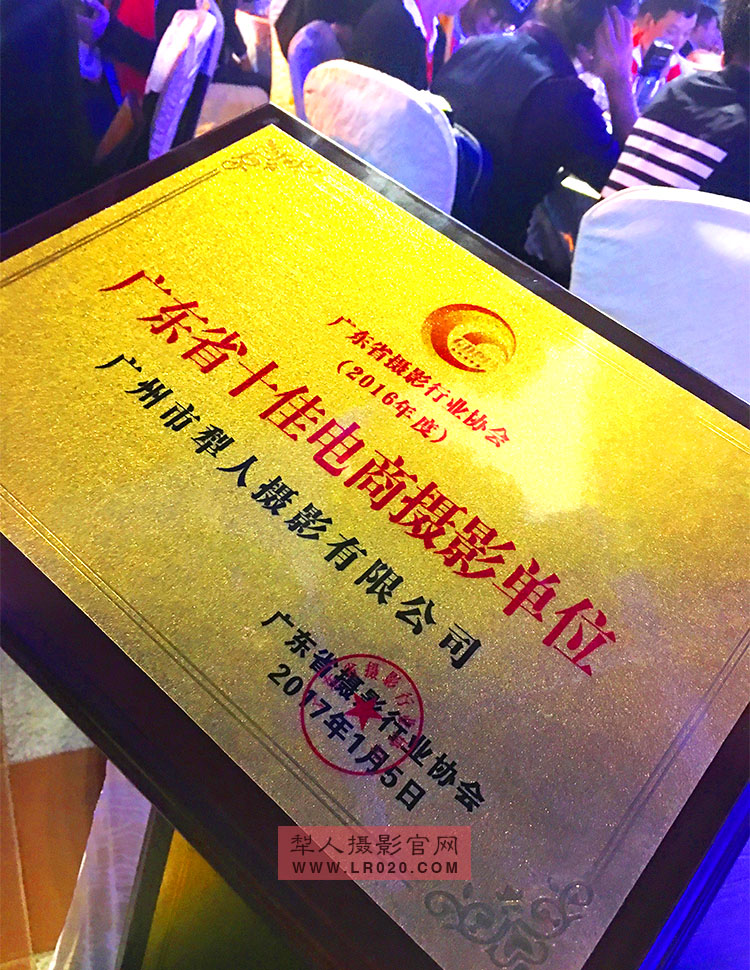 广东省摄影行业协会
(2016年度)
广东省十佳电商摄影单位
广州市犁人摄影有限公司
广东省摄影行业协会
2017年1月5日
犁人摄影官网
WWW.LR020.COM